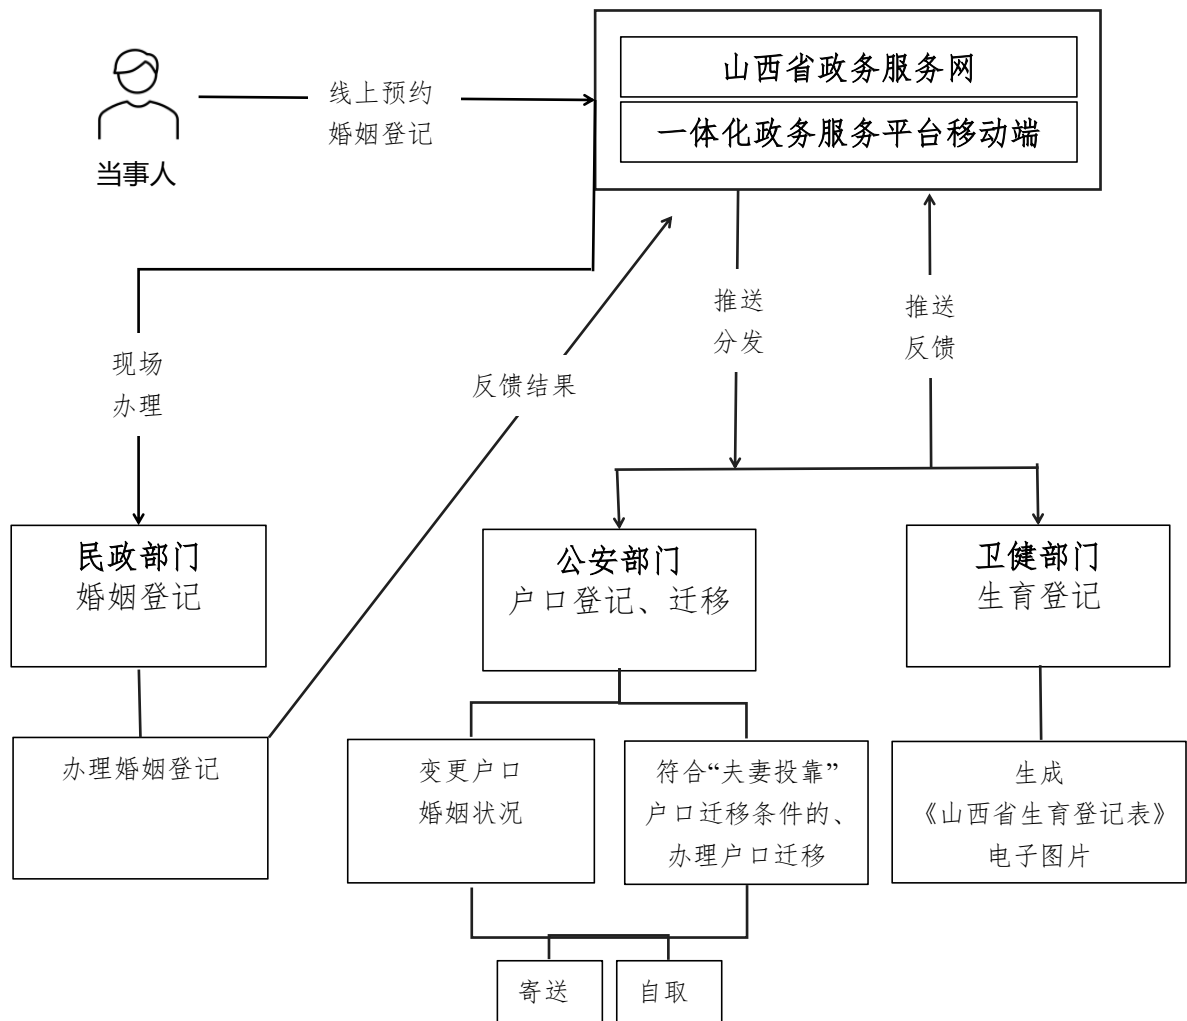 山西省政务服务网
一体化政务服务平台移动端
线上预约
婚姻登记
当事人
推送
分发
推送
反馈
现场
办理
反馈结果
民政部门
婚姻登记
公安部门
户口登记、迁移
卫健部门
生育登记
办理婚姻登记
变更户口
婚姻状况
符合“夫妻投靠”
户口迁移条件的、
办理户口迁移
生成
《山西省生育登记表》
电子图片
寄送
自取